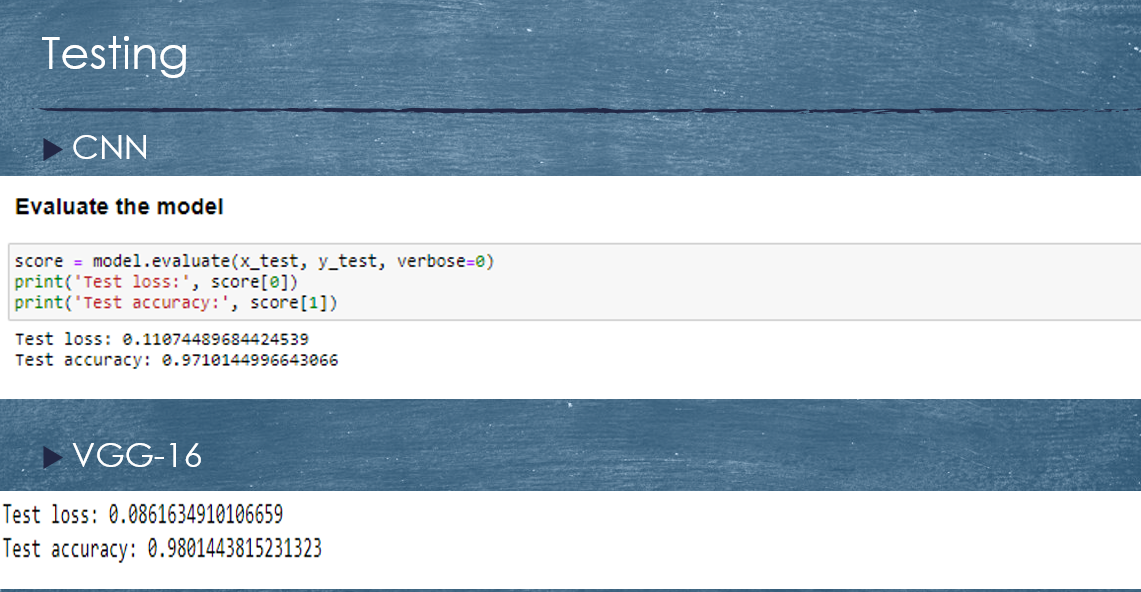 Testing
CNN
Evaluate the model
score = model.evaluate(x_test, y_test, verbose=0)
print('Test loss:', score[0])
print('Test accuracy:', score[1])
Test loss: 0.11074489684424539
Test accuracy: 0.9710144996643066
VGG-16
Test loss: 0.0861634910106659
Test accuracy: 0.9801443815231323